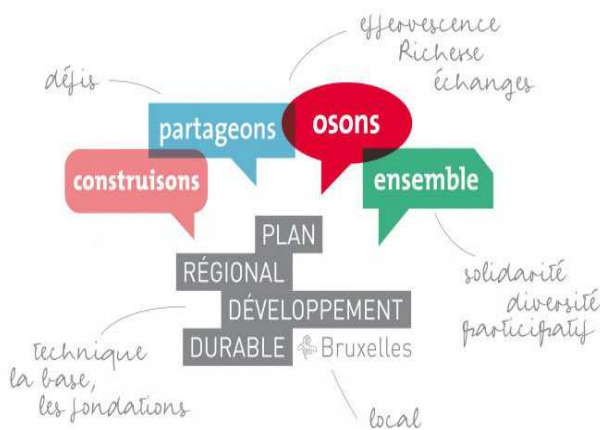 effervescence
Richesse
échanges
défis
partageons
osons
construisons
ensemble
PLAN
RÉGIONAL
DÉVELOPPEMENT
DURABLE
Bruxelles
solidarité
diversité
participatif
technique
la base,
les fondations
local